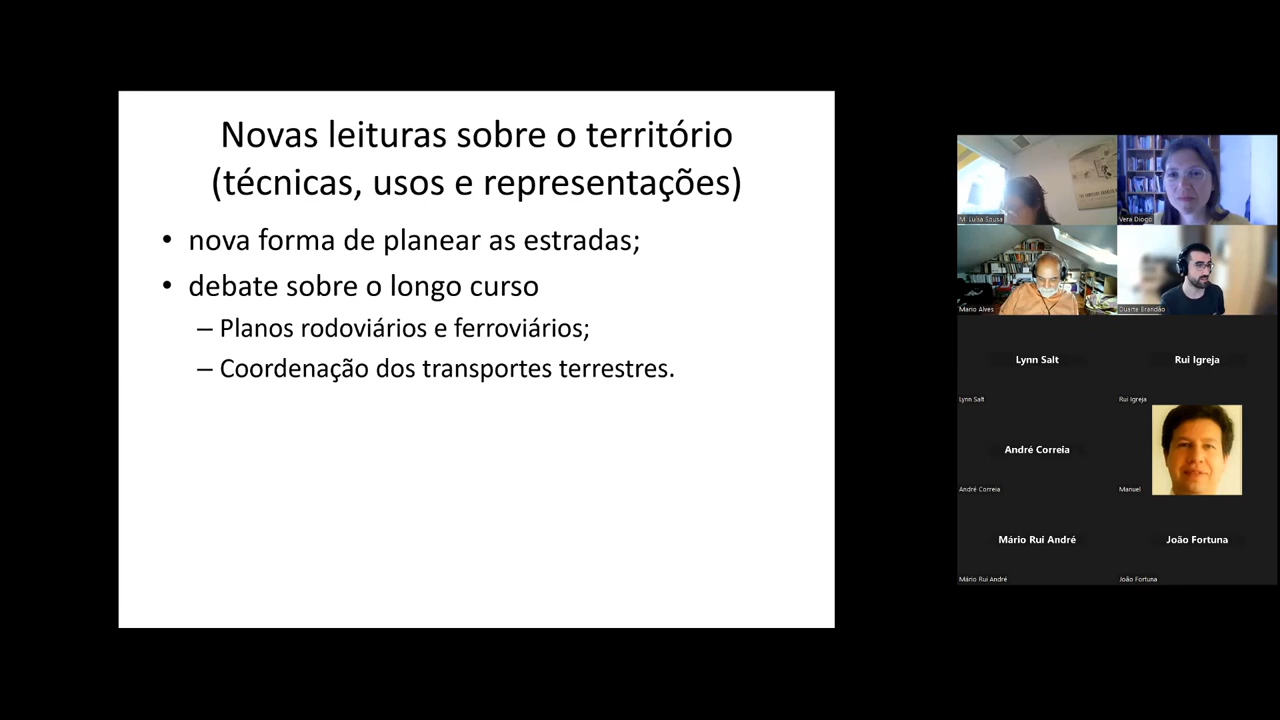 Novas leituras sobre o território
(técnicas, usos e representações)
• nova forma de planear as estradas;
• debate sobre o longo curso
– Planos rodoviários e ferroviários;
– Coordenação dos transportes terrestres.
M. Luísa Sousa
Vera Diogo
Mario Alves
Duarte Brandão
Lynn Salt
Lynn Salt
Rui Igreja
Rui Igreja
André Correia
André Correia
Manuel
Mário Rui André
Mário Rui André
João Fortuna
João Fortuna